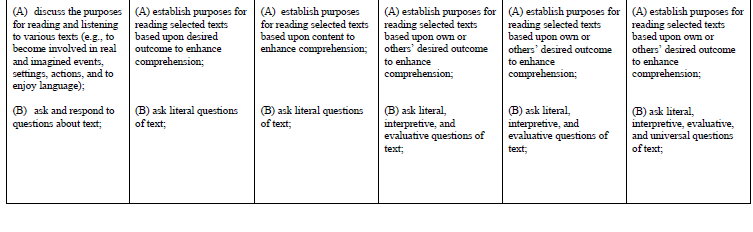 (A) discuss the purposes
for reading and listening
to various texts (e.g., to
become involved in real
and imagined events,
settings, actions, and to
enjoy language);
(B) ask and respond to
questions about text;
(A) establish purposes for
reading selected texts
based upon desired
outcome to enhance
comprehension;
(B) ask literal questions
of text;
(A) establish purposes
for reading selected texts
based upon content to
enhance comprehension;
(B) ask literal questions
of text;
(A) establish purposes for
reading selected texts
based upon own or
others' desired outcome
to enhance
comprehension;
(B) ask literal,
interpretive, and
evaluative questions of
text;
(A) establish purposes for
reading selected texts
based upon own or
others' desired outcome
to enhance
comprehension;
(B) ask literal,
interpretive, and
evaluative questions of
text;
(A) establish purposes for
reading selected texts
based upon own or
others' desired outcome
to enhance
comprehension;
(B) ask literal,
interpretive, evaluative,
and universal questions
of text;